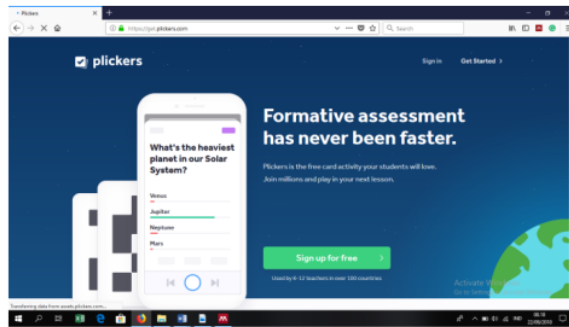 Plickers
https://get.plickers.com
Search
plickers
Sign in
Get Started
What's the heaviest
planet in our Solar
System?
Venus
Jupiter
Neptune
Mars
Formative assessment
has never been faster.
Plickers is the free card activity your students will love.
Join millions and play in your next lesson.
Sign up for free
Used by K-12 teachers in over 100 countries
Activate Windows
Go to Settings
Transferring data from assets.plickers.com...